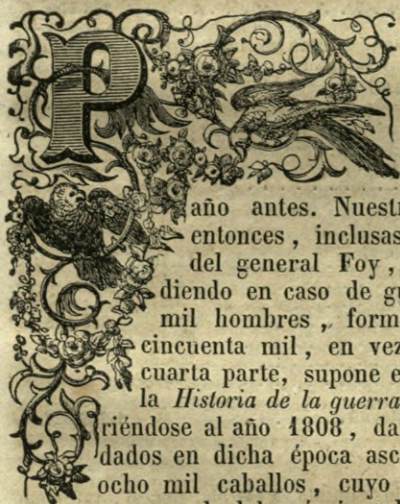 P
año antes. Nuestr
entonces, inclusas
del general Foy,
diendo en caso de gu
mil hombres, form
cincuenta mil, en vez
cuarta parte, supone e
la Historia de la guerra
riéndose al año 1808, da
dados en dicha época asc
ocho mil caballos, cuyo